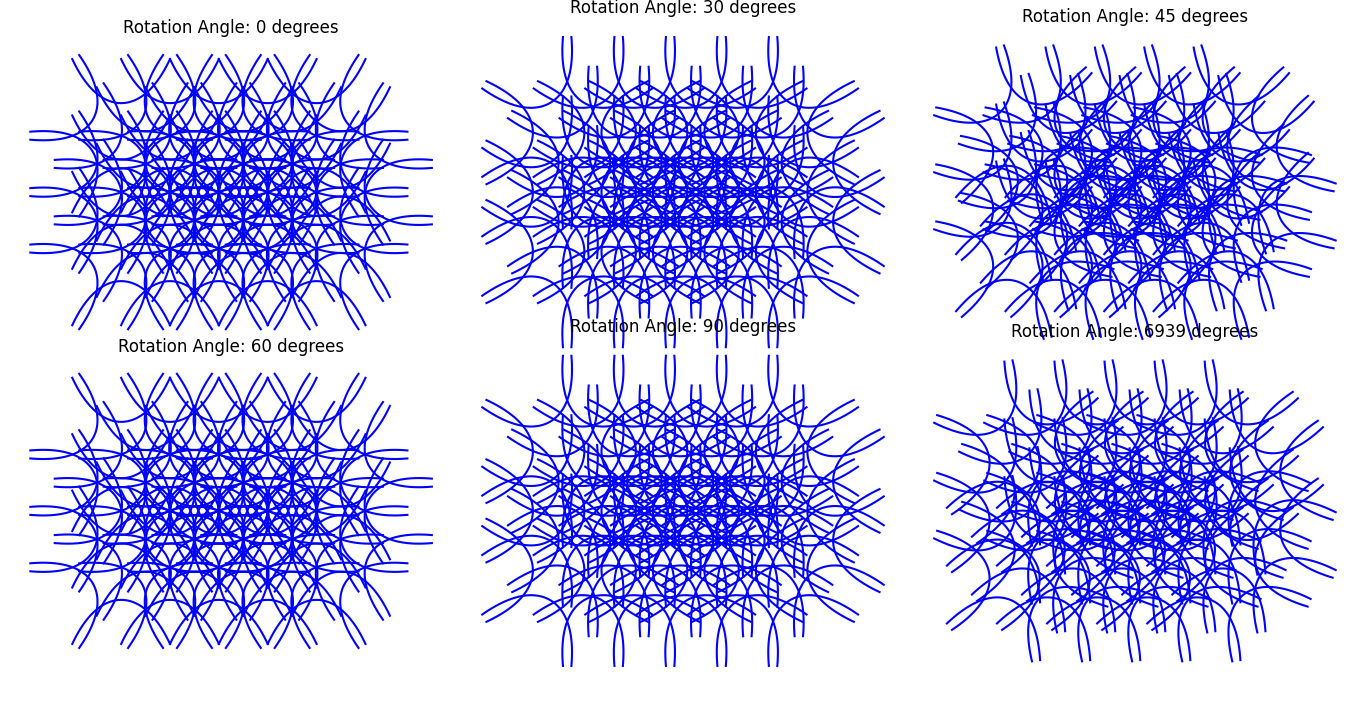 Rotation Angle: 0 degrees
Rotation Angle: 30 degrees
Rotation Angle: 45 degrees
Rotation Angle: 60 degrees
Rotation Angle: 90 degrees
Rotation Angle: 6939 degrees